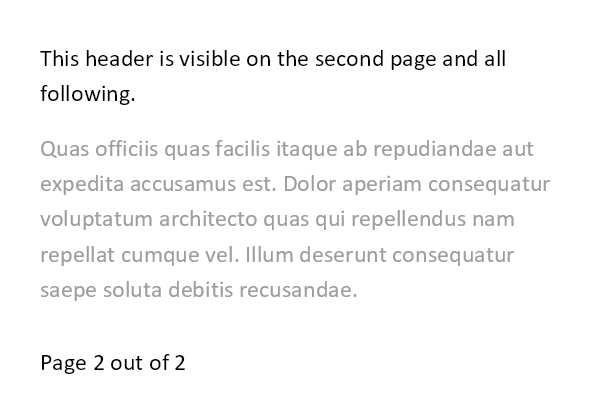 This header is visible on the second page and all
following.
Quas officiis quas facilis itaque ab repudiandae aut
expedita accusamus est. Dolor aperiam consequatur
voluptatum architecto quas qui repellendus nam
repellat cumque vel. Illum deserunt consequatur
saepe soluta debitis recusandae.
Page 2 out of 2